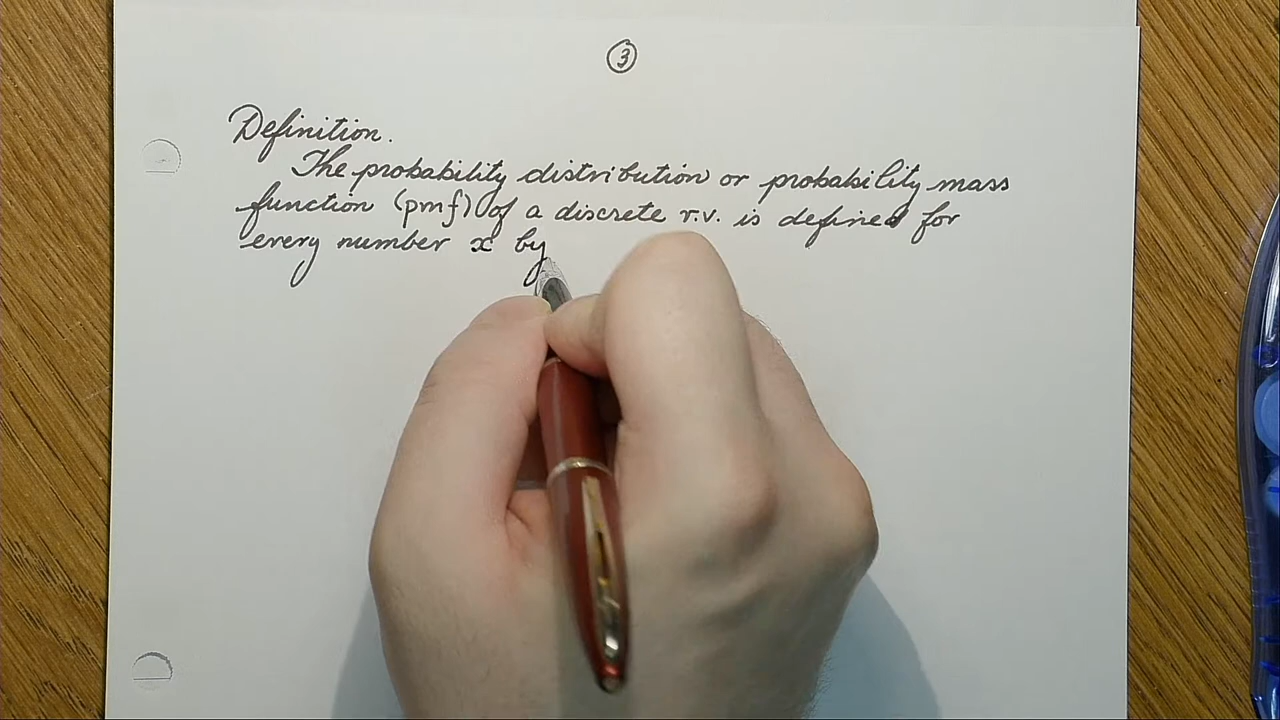 3
Definition.
The probability distribution or probability mass
function (pmf) of a discrete r.v. is defined for
every number x by